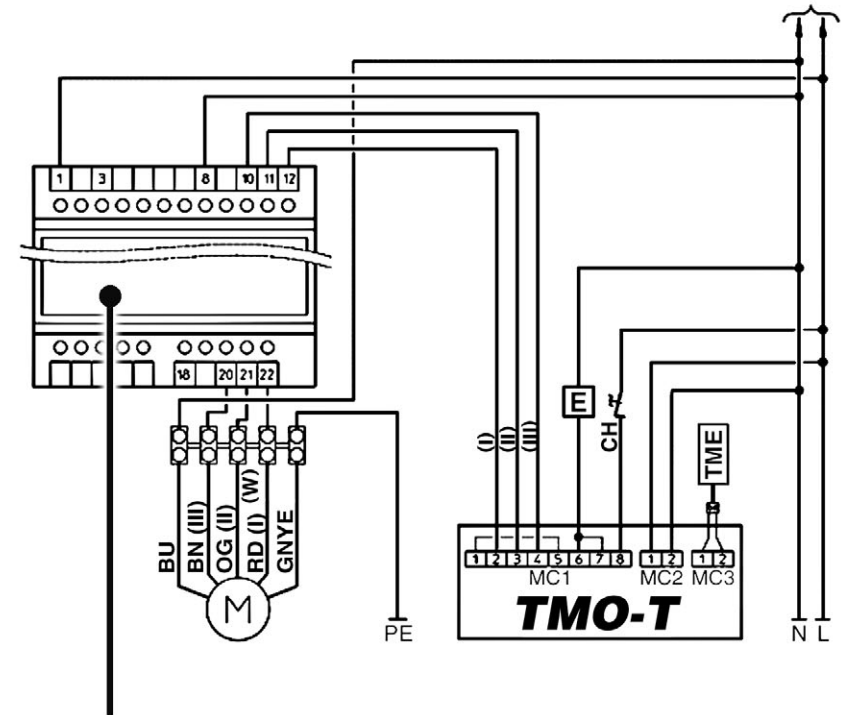 1 3 8 10 11 12
18 20 21 22
E
CH
TME
(I)
(II)
(III)
BU
BN (III)
OG (II)
RD (I) (W)
GNYE
M
PE
1 2 3 4 5 6 7 8
1 2
1 2
MC1 MC2 MC3
TMO-T
N L